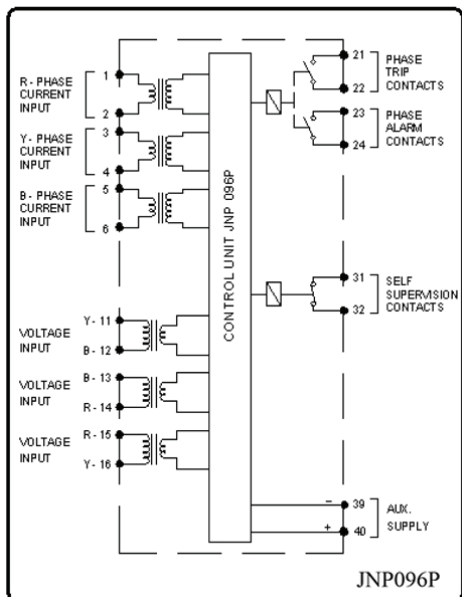 R - PHASE
CURRENT
INPUT
1
2
Y - PHASE
CURRENT
INPUT
3
4
B - PHASE
CURRENT
INPUT
5
6
VOLTAGE
INPUT
Y - 11
B - 12
VOLTAGE
INPUT
B - 13
R - 14
VOLTAGE
INPUT
R - 15
Y - 16
CONTROL UNIT JNP 096P
21
22
PHASE
TRIP
CONTACTS
23
24
PHASE
ALARM
CONTACTS
31
32
SELF
SUPERVISION
CONTACTS
- 39
+ 40
AUX.
SUPPLY
JNP096P